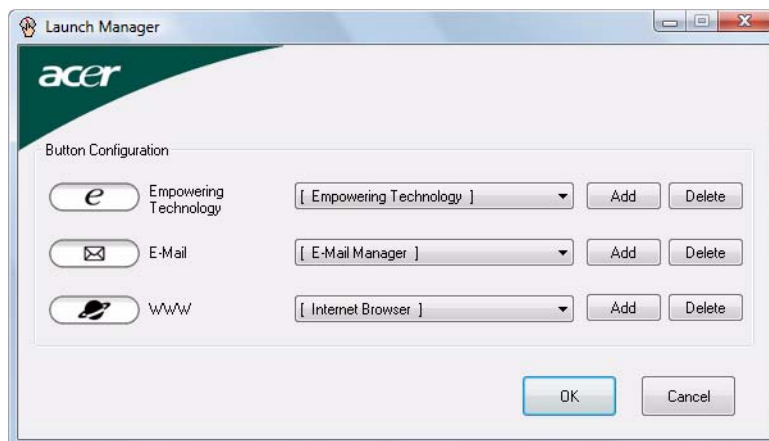 Launch Manager
acer
Button Configuration
e Empowering Technology [ Empowering Technology ] Add Delete
E-Mail [ E-Mail Manager ] Add Delete
WWW [ Internet Browser ] Add Delete
OK Cancel